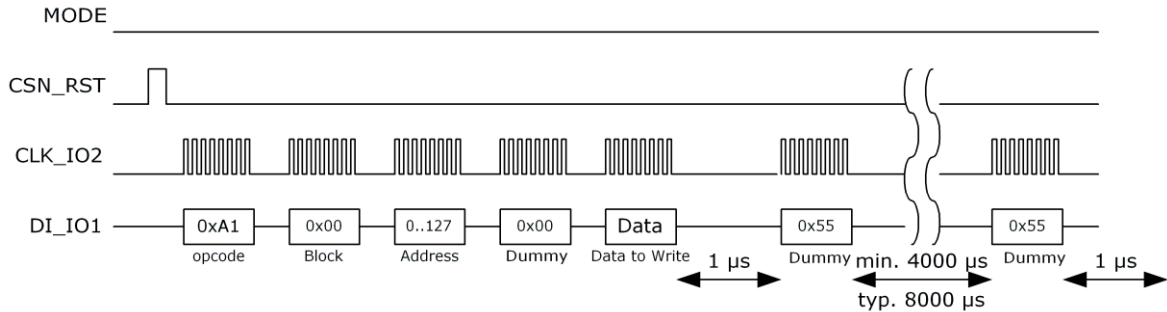 MODE
CSN_RST
CLK_IO2
DI_IO1 0xA1 0x00 0..127 0x00 Data 0x55 0x55
opcode Block Address Dummy Data to Write 1 µs Dummy min. 4000 µs Dummy 1 µs
typ. 8000 µs